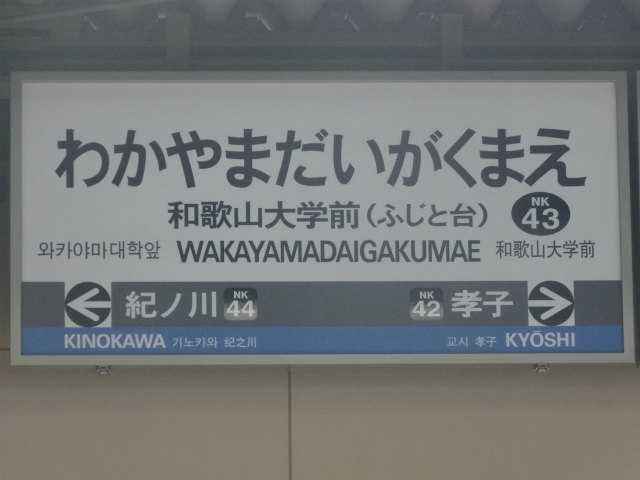 わかやまだいがくまえ
和歌山大学前(ふじと台) NK 43
와카야마대학앞 WAKAYAMADAIGAKUMAE 和歌山大学前
紀ノ川 NK 44 NK 42 孝子
KINOKAWA 기노카와 紀之川 교시 孝子 KYŌSHI